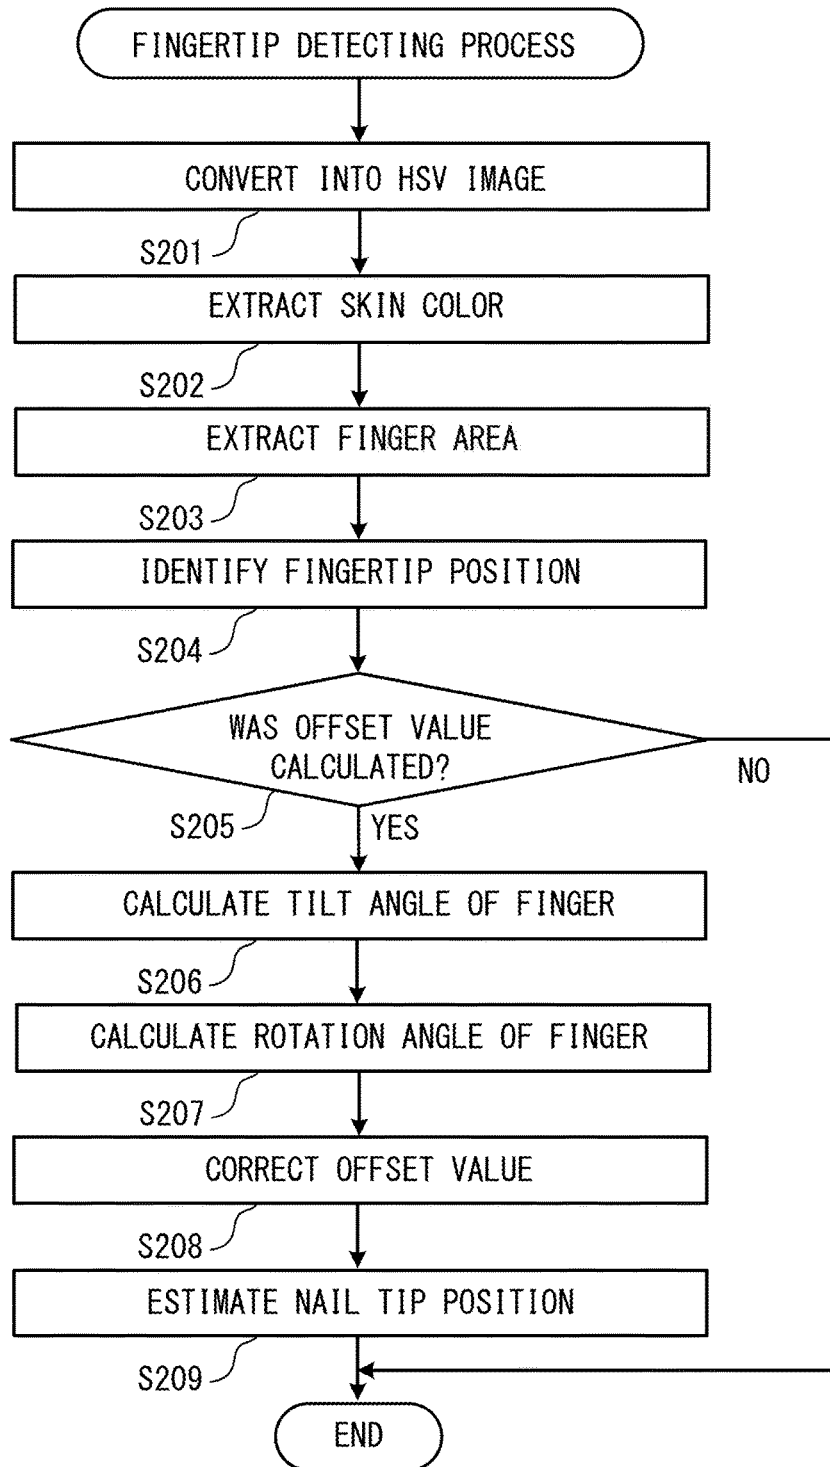 FINGERTIP DETECTING PROCESS
CONVERT INTO HSV IMAGE
S201
EXTRACT SKIN COLOR
S202
EXTRACT FINGER AREA
S203
IDENTIFY FINGERTIP POSITION
S204
WAS OFFSET VALUE
CALCULATED?
NO
S205
YES
CALCULATE TILT ANGLE OF FINGER
S206
CALCULATE ROTATION ANGLE OF FINGER
S207
CORRECT OFFSET VALUE
S208
ESTIMATE NAIL TIP POSITION
S209
END